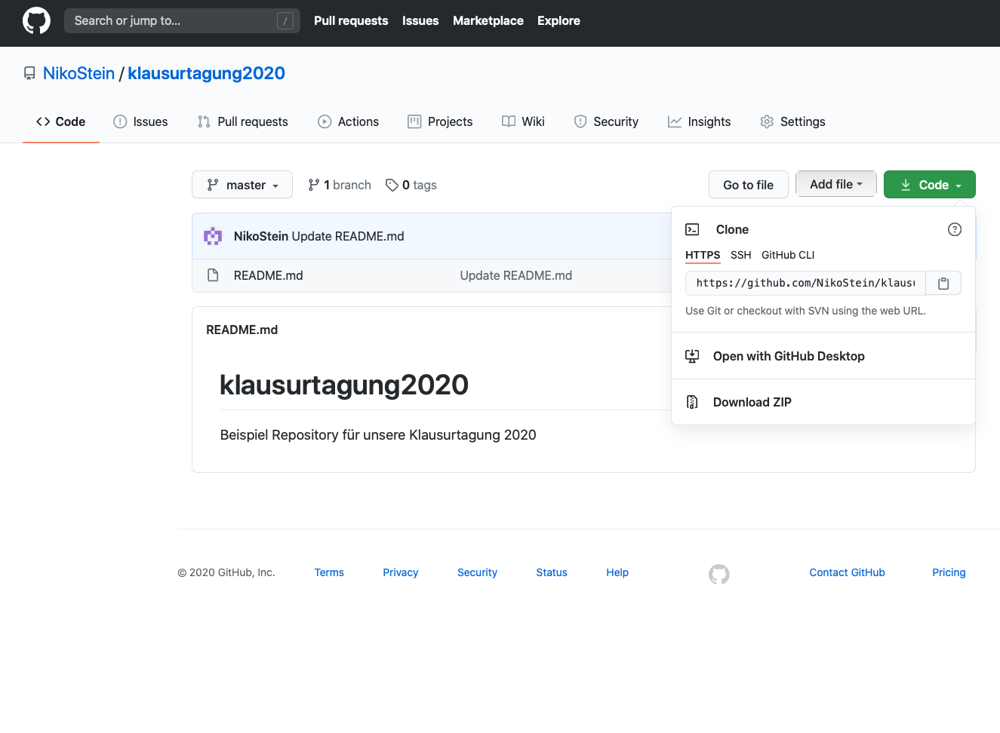 Search or jump to... / Pull requests Issues Marketplace Explore
NikoStein / klausurtagung2020
<> Code Issues Pull requests Actions Projects Wiki Security Insights Settings
master 1 branch 0 tags Go to file Add file Code
NikoStein Update README.md
README.md Update README.md
Clone
HTTPS SSH GitHub CLI
https://github.com/NikoStein/klausu
Use Git or checkout with SVN using the web URL.
Open with GitHub Desktop
Download ZIP
README.md
klausurtagung2020
Beispiel Repository für unsere Klausurtagung 2020
© 2020 GitHub, Inc. Terms Privacy Security Status Help Contact GitHub Pricing